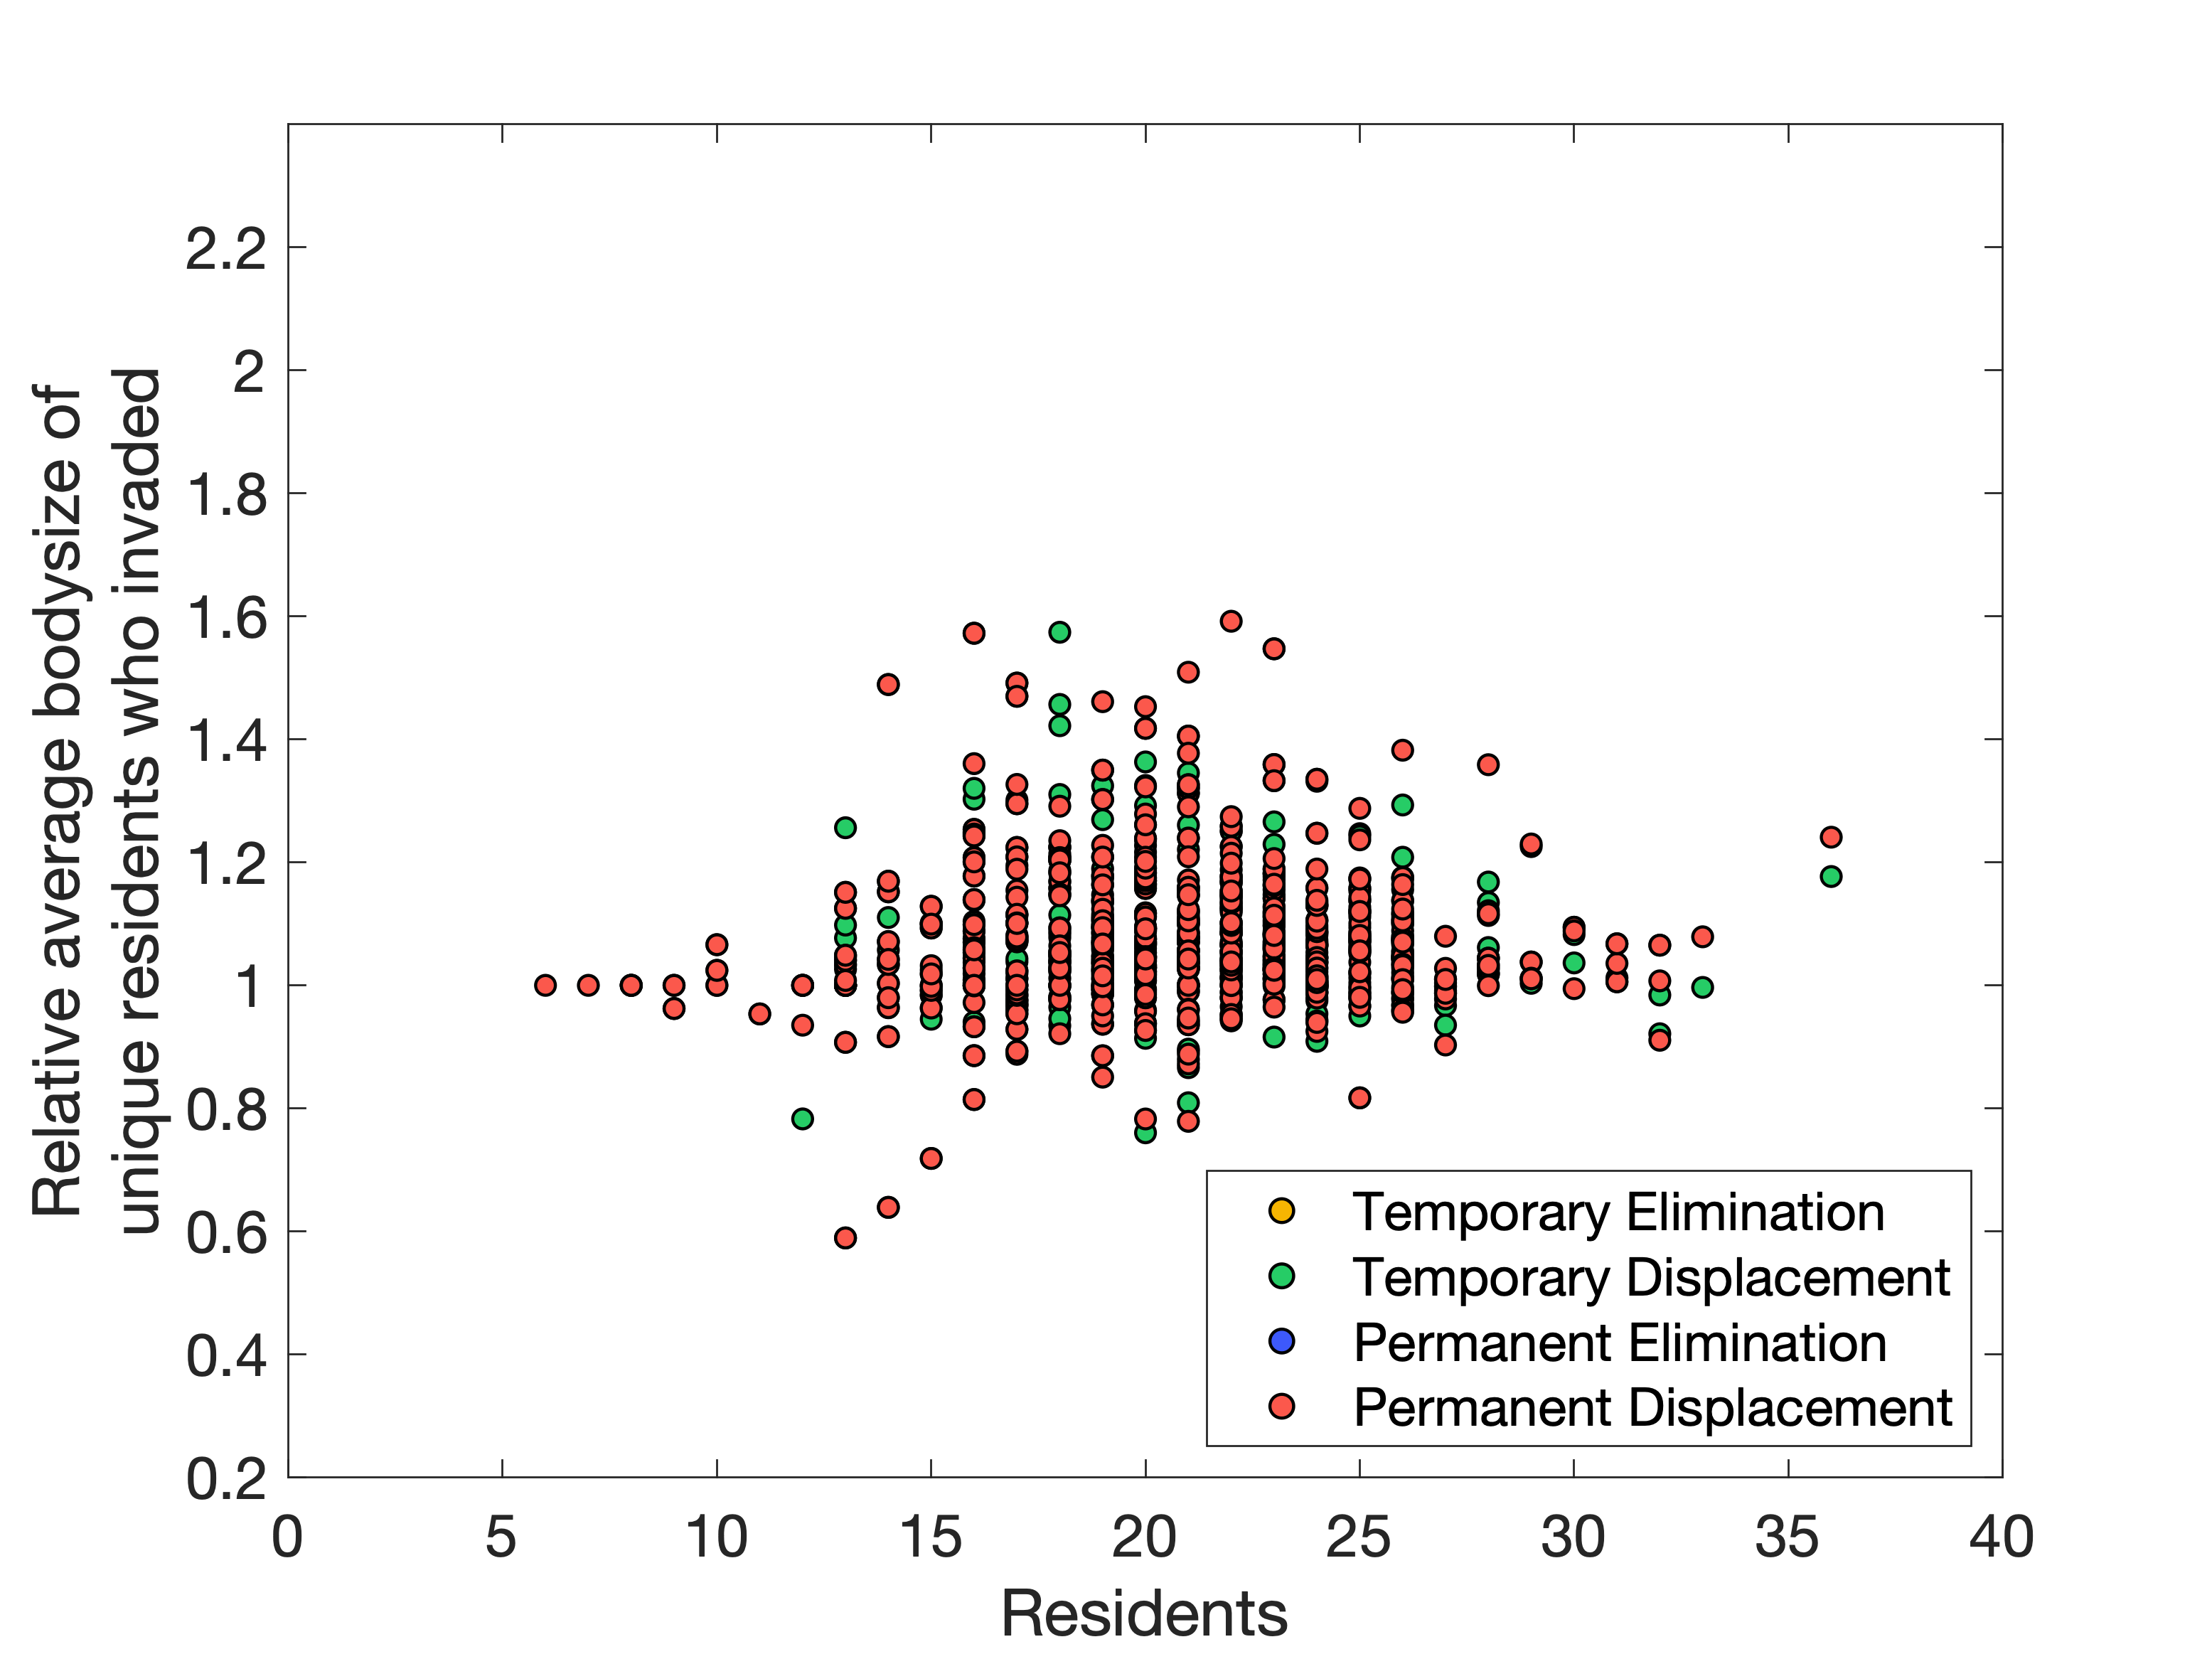 Relative average bodysize of
unique residents who invaded
2.2
2
1.8
1.6
1.4
1.2
1
0.8
0.6
0.4
0.2
0 5 10 15 20 25 30 35 40
Residents
Temporary Elimination
Temporary Displacement
Permanent Elimination
Permanent Displacement